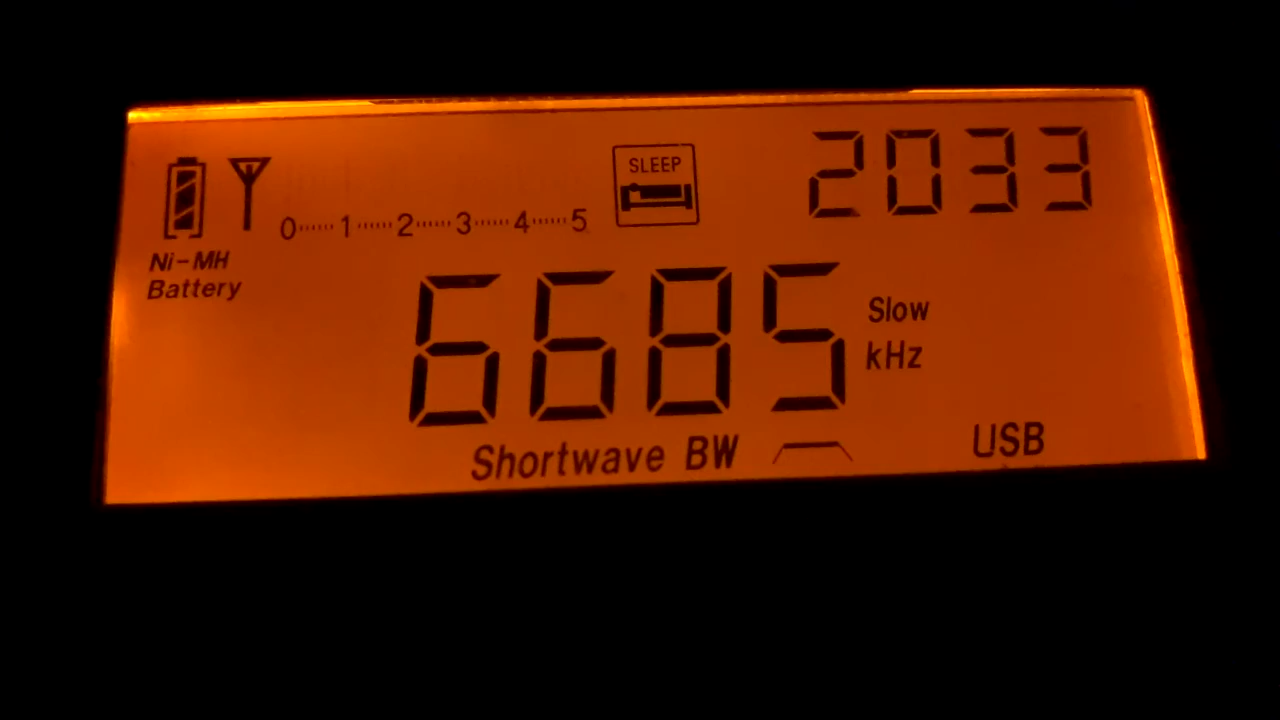 SLEEP
2033
0 1 2 3 4 5
Ni-MH
Battery
6685
Slow
kHz
Shortwave BW
USB